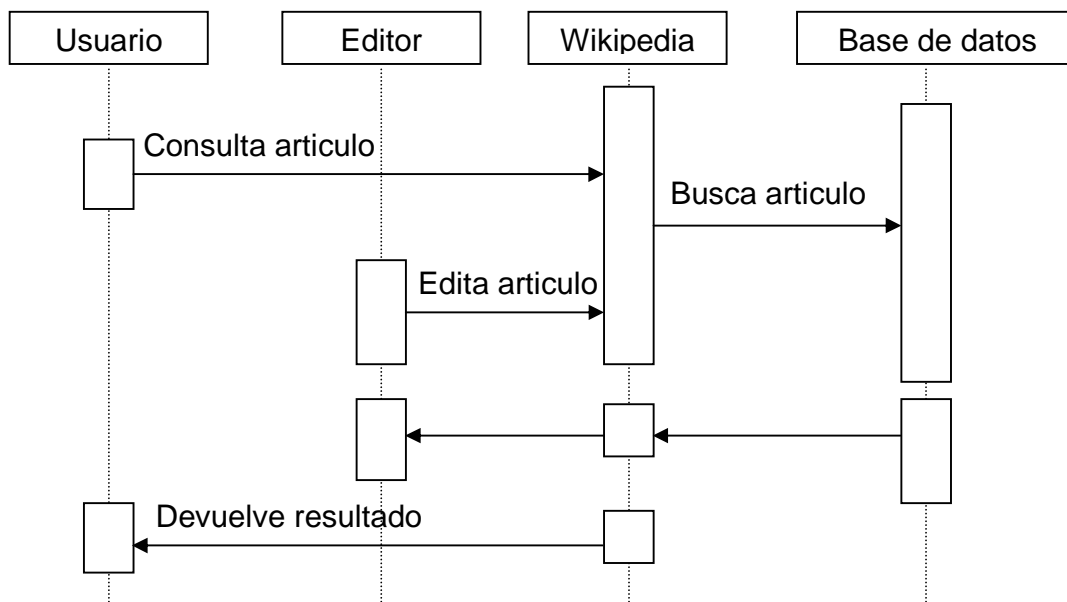 Usuario
Editor
Wikipedia
Base de datos
Consulta articulo
Busca articulo
Edita articulo
Devuelve resultado